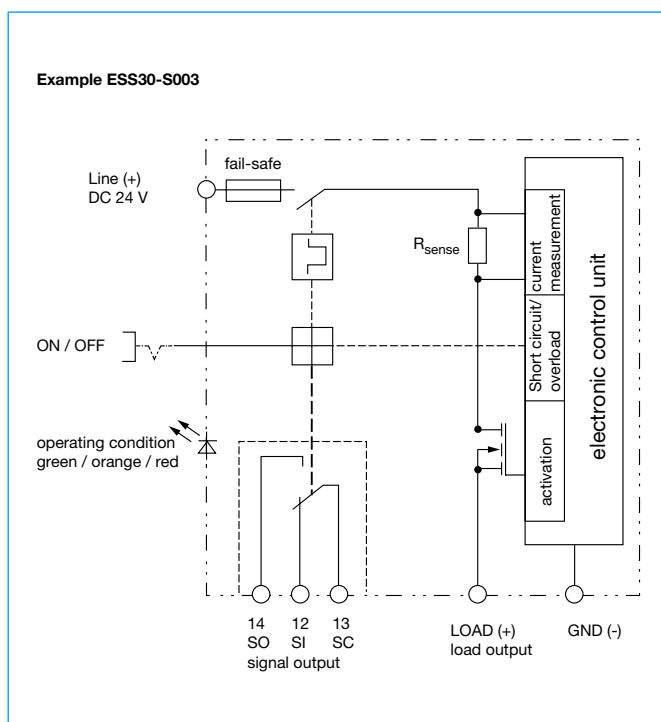 Example ESS30-S003
fail-safe
Line (+)
DC 24 V
Rsense
current
measurement
ON / OFF
Short circuit/
overload
electronic control unit
operating condition
green / orange / red
activation
14 12 13
SO SI SC
signal output
LOAD (+)
load output
GND (-)